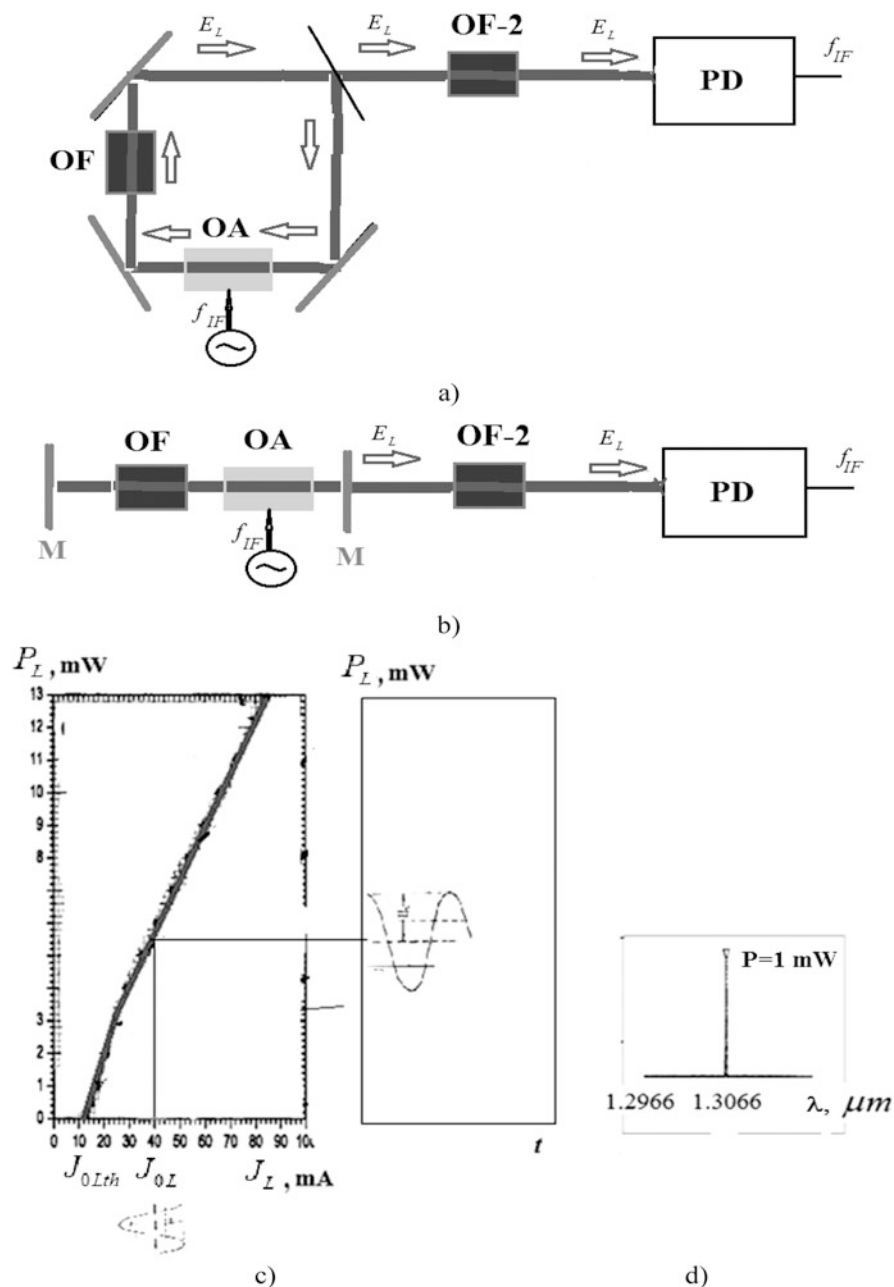 E_L E_L OF-2 E_L
PD f_IF
OF
OA
f_IF
a)
OF OA E_L OF-2 E_L
PD f_IF
M f_IF M
b)
P_L , mW
13
12
11
10
9
8
3
2
1
0
0 10 20 30 40 50 60 70 80 90
J_0Lth J_0L J_L , mA
c)
P_L , mW
t
P=1 mW
1.2966 1.3066 λ, μm
d)